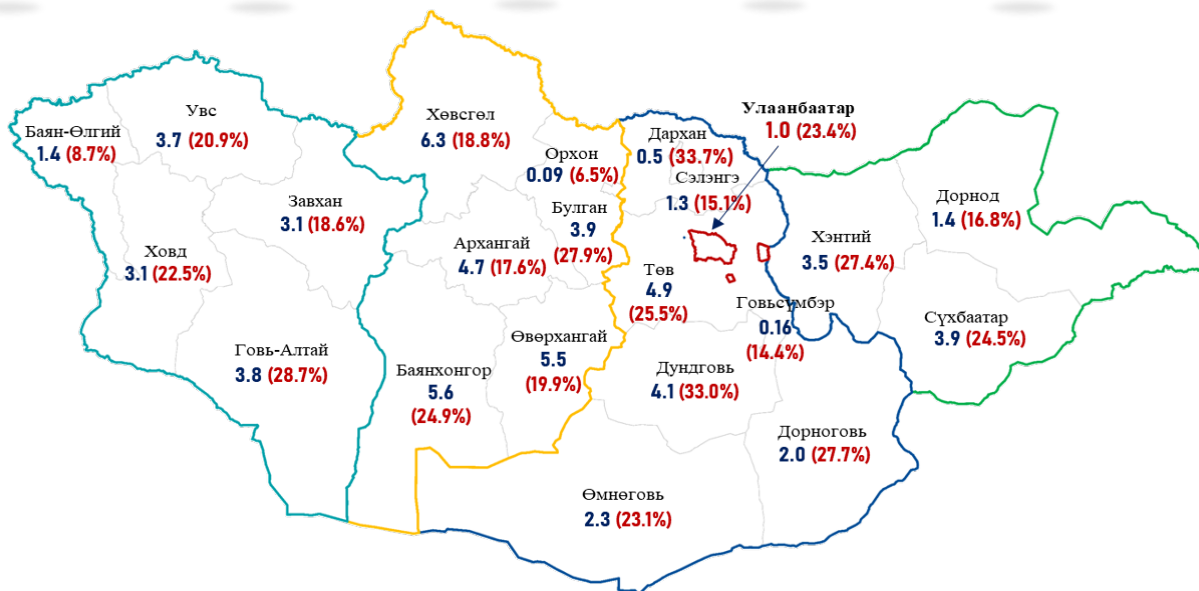 Увс
3.7 (20.9%)
Баян-Өлгий
1.4 (8.7%)
Завхан
3.1 (18.6%)
Ховд
3.1 (22.5%)
Говь-Алтай
3.8 (28.7%)
Хөвсгөл
6.3 (18.8%)
Орхон
0.09 (6.5%)
Булган
3.9
(27.9%)
Архангай
4.7 (17.6%)
Өвөрхангай
5.5
(19.9%)
Баянхонгор
5.6
(24.9%)
Улаанбаатар
1.0 (23.4%)
Дархан
0.5 (33.7%)
Сэлэнгэ
1.3 (15.1%)
Төв
4.9
(25.5%)
Говьсүмбэр
0.16
(14.4%)
Дундговь
4.1 (33.0%)
Дорноговь
2.0 (27.7%)
Өмнөговь
2.3 (23.1%)
Дорнод
1.4 (16.8%)
Хэнтий
3.5 (27.4%)
Сүхбаатар
3.9 (24.5%)